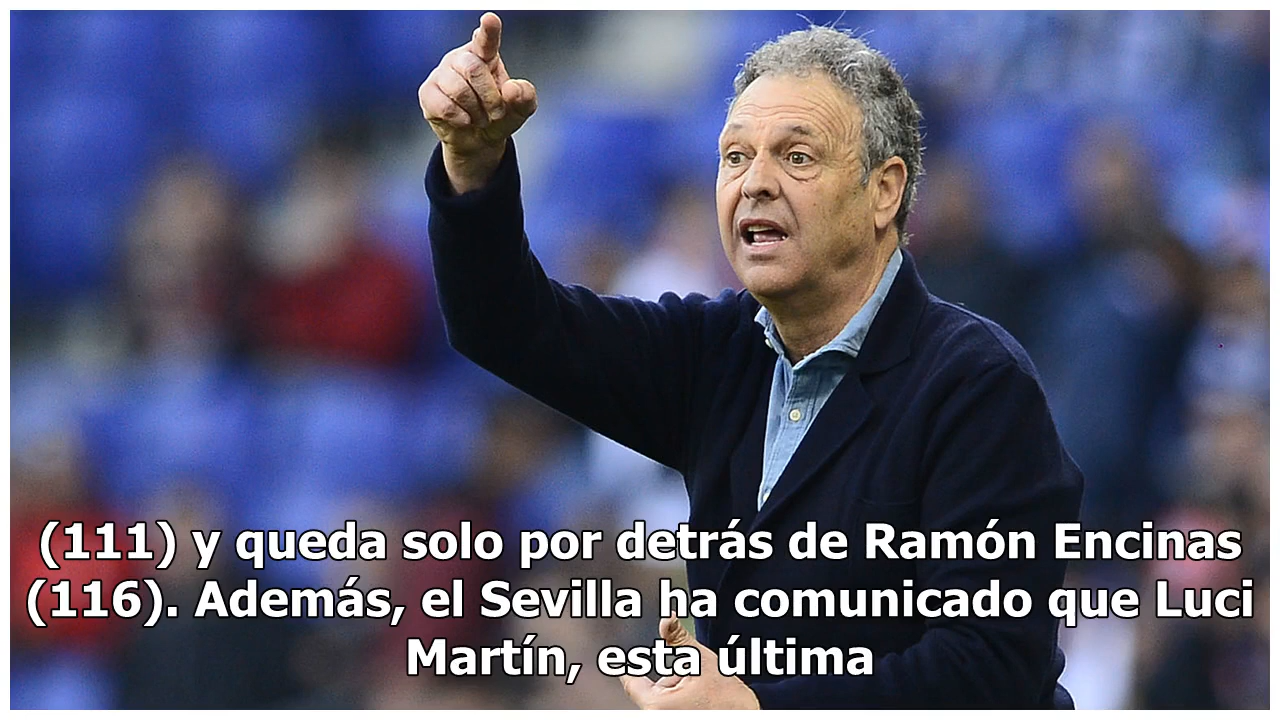 (111) y queda solo por detrás de Ramón Encinas
(116). Además, el Sevilla ha comunicado que Luci
Martín, esta última